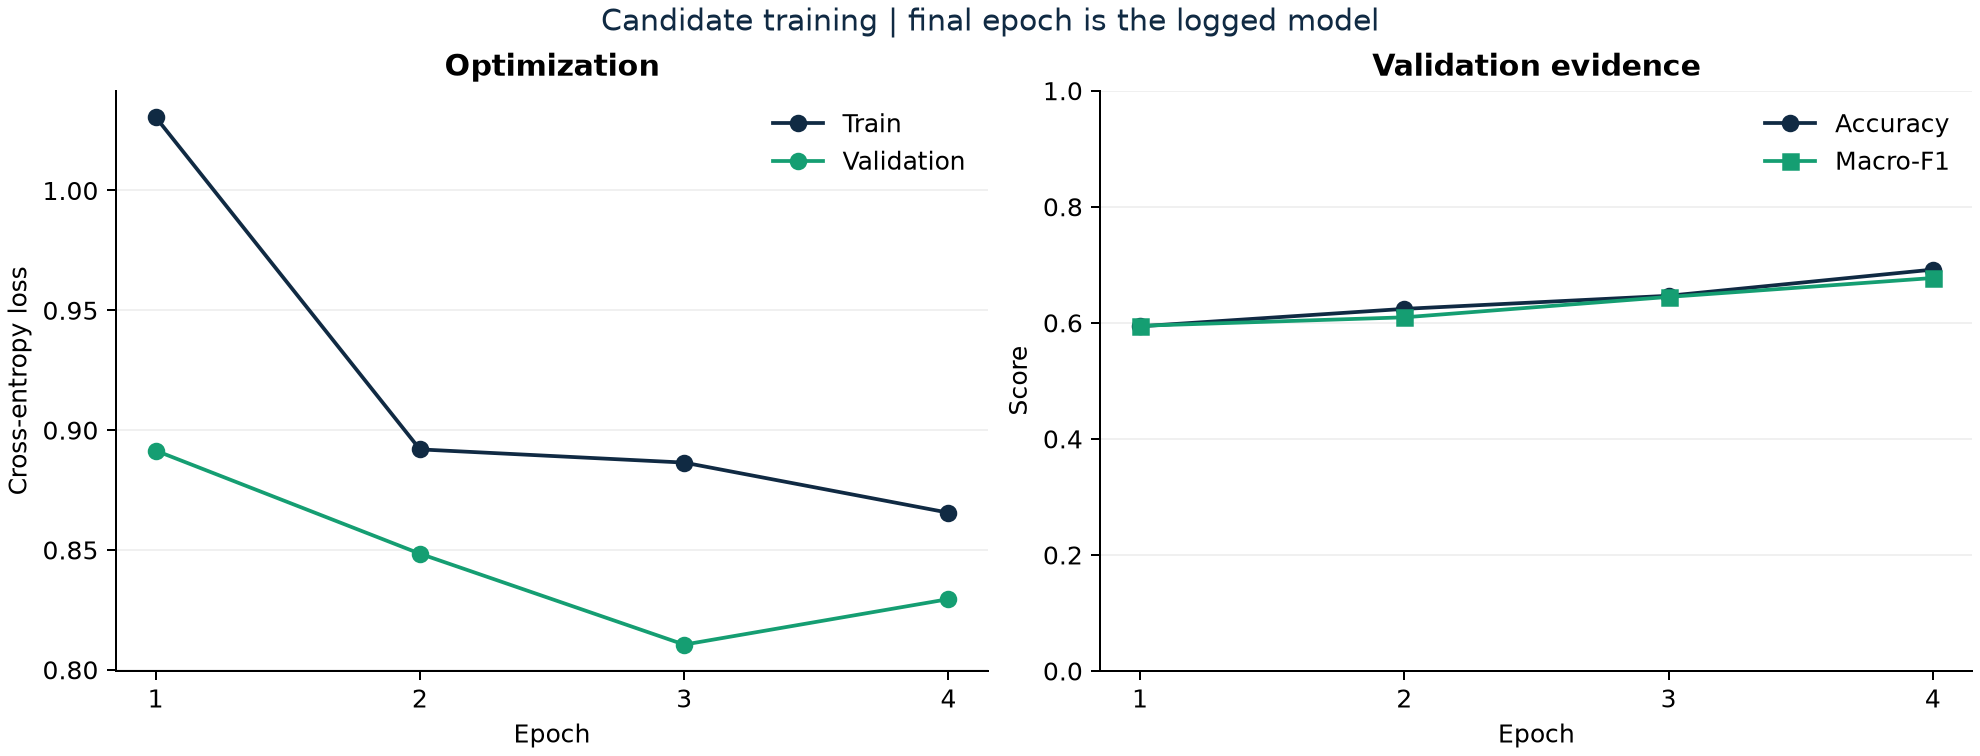 Candidate training | final epoch is the logged model
Optimization
Train
Validation
Cross-entropy loss
1.00
0.95
0.90
0.85
0.80
1 2 3 4
Epoch
Validation evidence
Accuracy
Macro-F1
Score
1.0
0.8
0.6
0.4
0.2
0.0
1 2 3 4
Epoch